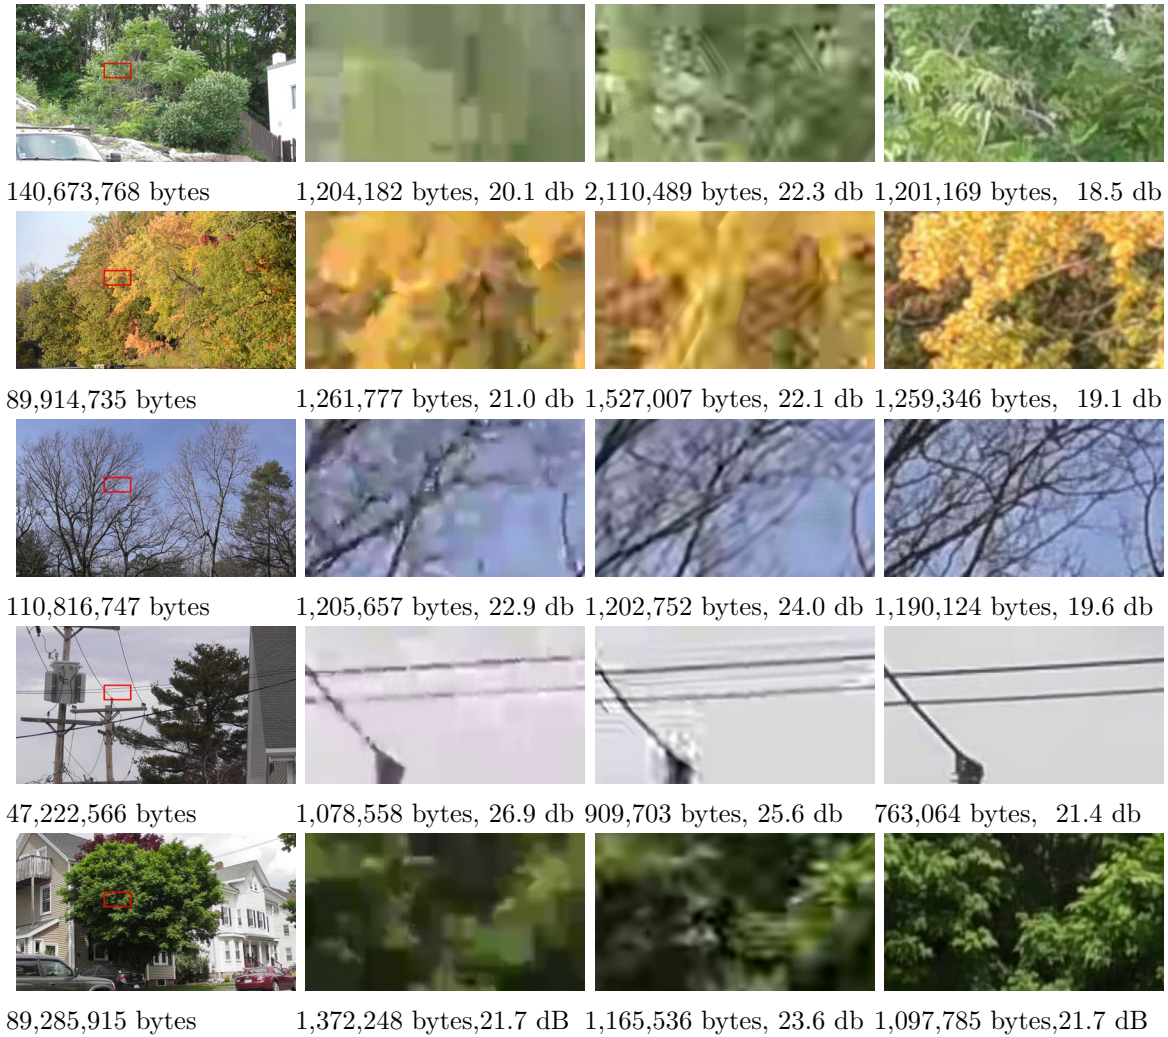 140,673,768 bytes 1,204,182 bytes, 20.1 db 2,110,489 bytes, 22.3 db 1,201,169 bytes, 18.5 db
89,914,735 bytes 1,261,777 bytes, 21.0 db 1,527,007 bytes, 22.1 db 1,259,346 bytes, 19.1 db
110,816,747 bytes 1,205,657 bytes, 22.9 db 1,202,752 bytes, 24.0 db 1,190,124 bytes, 19.6 db
47,222,566 bytes 1,078,558 bytes, 26.9 db 909,703 bytes, 25.6 db 763,064 bytes, 21.4 db
89,285,915 bytes 1,372,248 bytes,21.7 dB 1,165,536 bytes, 23.6 db 1,097,785 bytes,21.7 dB